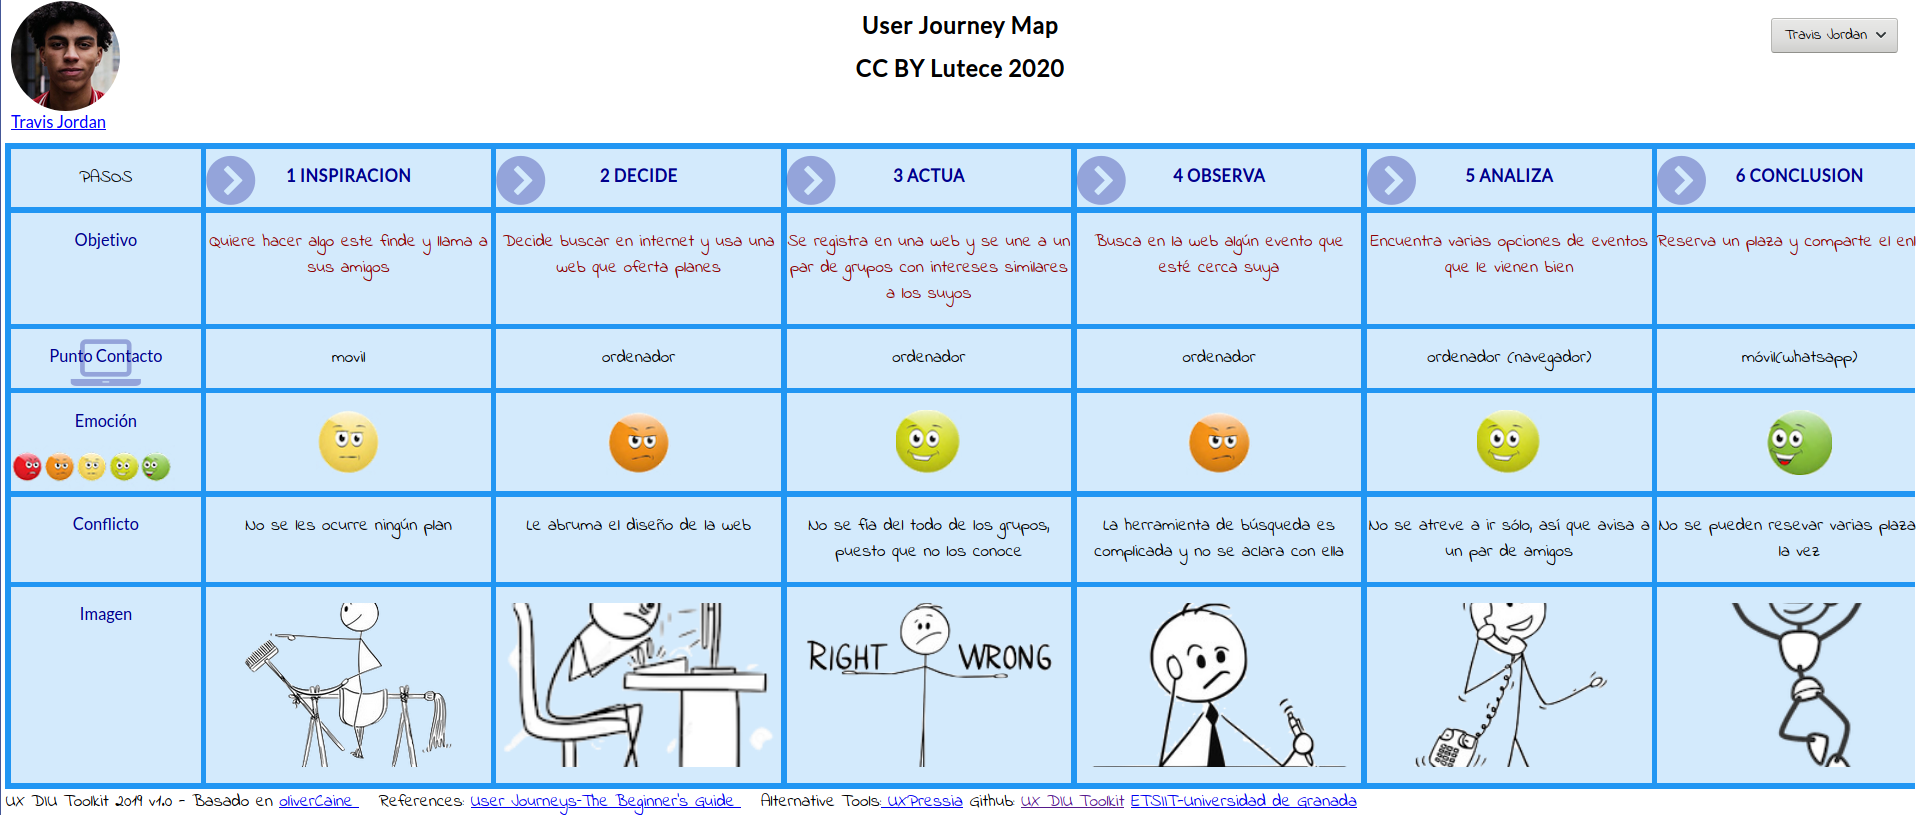 User Journey Map
CC BY Lutece 2020
Travis Jordan
Travis Jordan
PASOS
1 INSPIRACION
2 DECIDE
3 ACTUA
4 OBSERVA
5 ANALIZA
6 CONCLUSION
Objetivo
Quiere hacer algo este finde y llama a
sus amigos
Decide buscar en internet y usa una
web que oferta planes
Se registra en una web y se une a un
par de grupos con intereses similares
a los suyos
Busca en la web algún evento que
esté cerca suya
Encuentra varias opciones de eventos
que le vienen bien
Reserva un plaza y comparte el
Punto Contacto
movil
ordenador
ordenador
ordenador
ordenador (navegador)
móvil(whatsapp)
Emoción
Conflicto
No se les ocurre ningún plan
Le abruma el diseño de la web
No se fia del todo de los grupos,
puesto que no los conoce
La herramienta de búsqueda es
complicada y no se aclara con ella
No se atreve a ir sólo, así que avisa a
un par de amigos
No se pueden resevar varias plaza
la vez
Imagen
RIGHT WRONG
UX DIU Toolkit 2019 v1.0 - Basado en oliverCaine References: User Journeys-The Beginner's Guide Alternative Tools: UXPressia Github: UX DIU Toolkit ETSIIT-Universidad de Granada